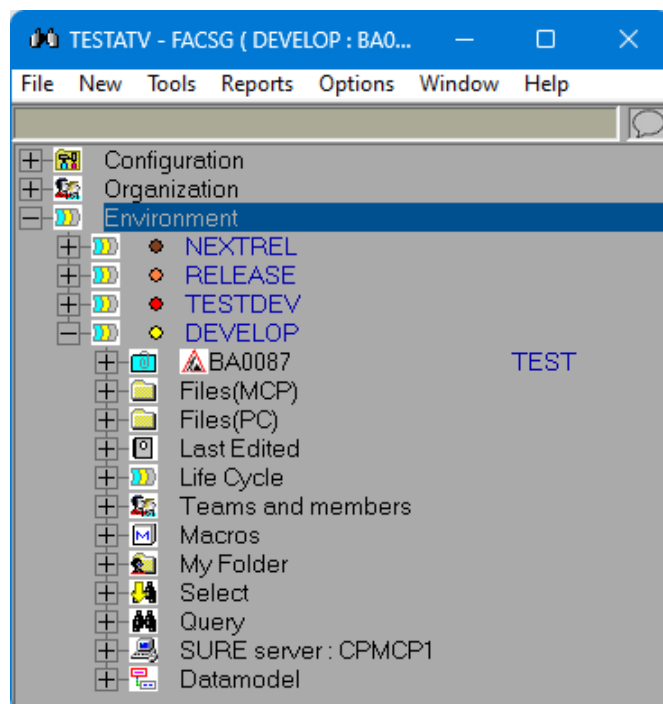 TESTATV - FACSG ( DEVELOP : BA0...
File New Tools Reports Options Window Help
Configuration
Organization
Environment
NEXTREL
RELEASE
TESTDEV
DEVELOP
BA0087 TEST
Files(MCP)
Files(PC)
Last Edited
Life Cycle
Teams and members
Macros
My Folder
Select
Query
SURE server : CPMCP1
Datamodel